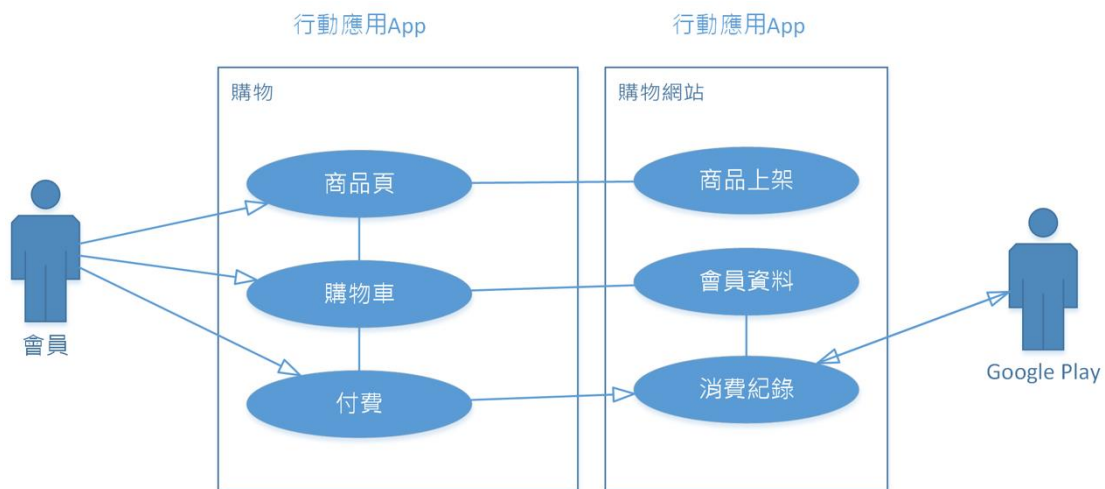 行動應用App
行動應用App
購物
購物網站
商品頁
商品上架
購物車
會員資料
付費
消費紀錄
會員
Google Play